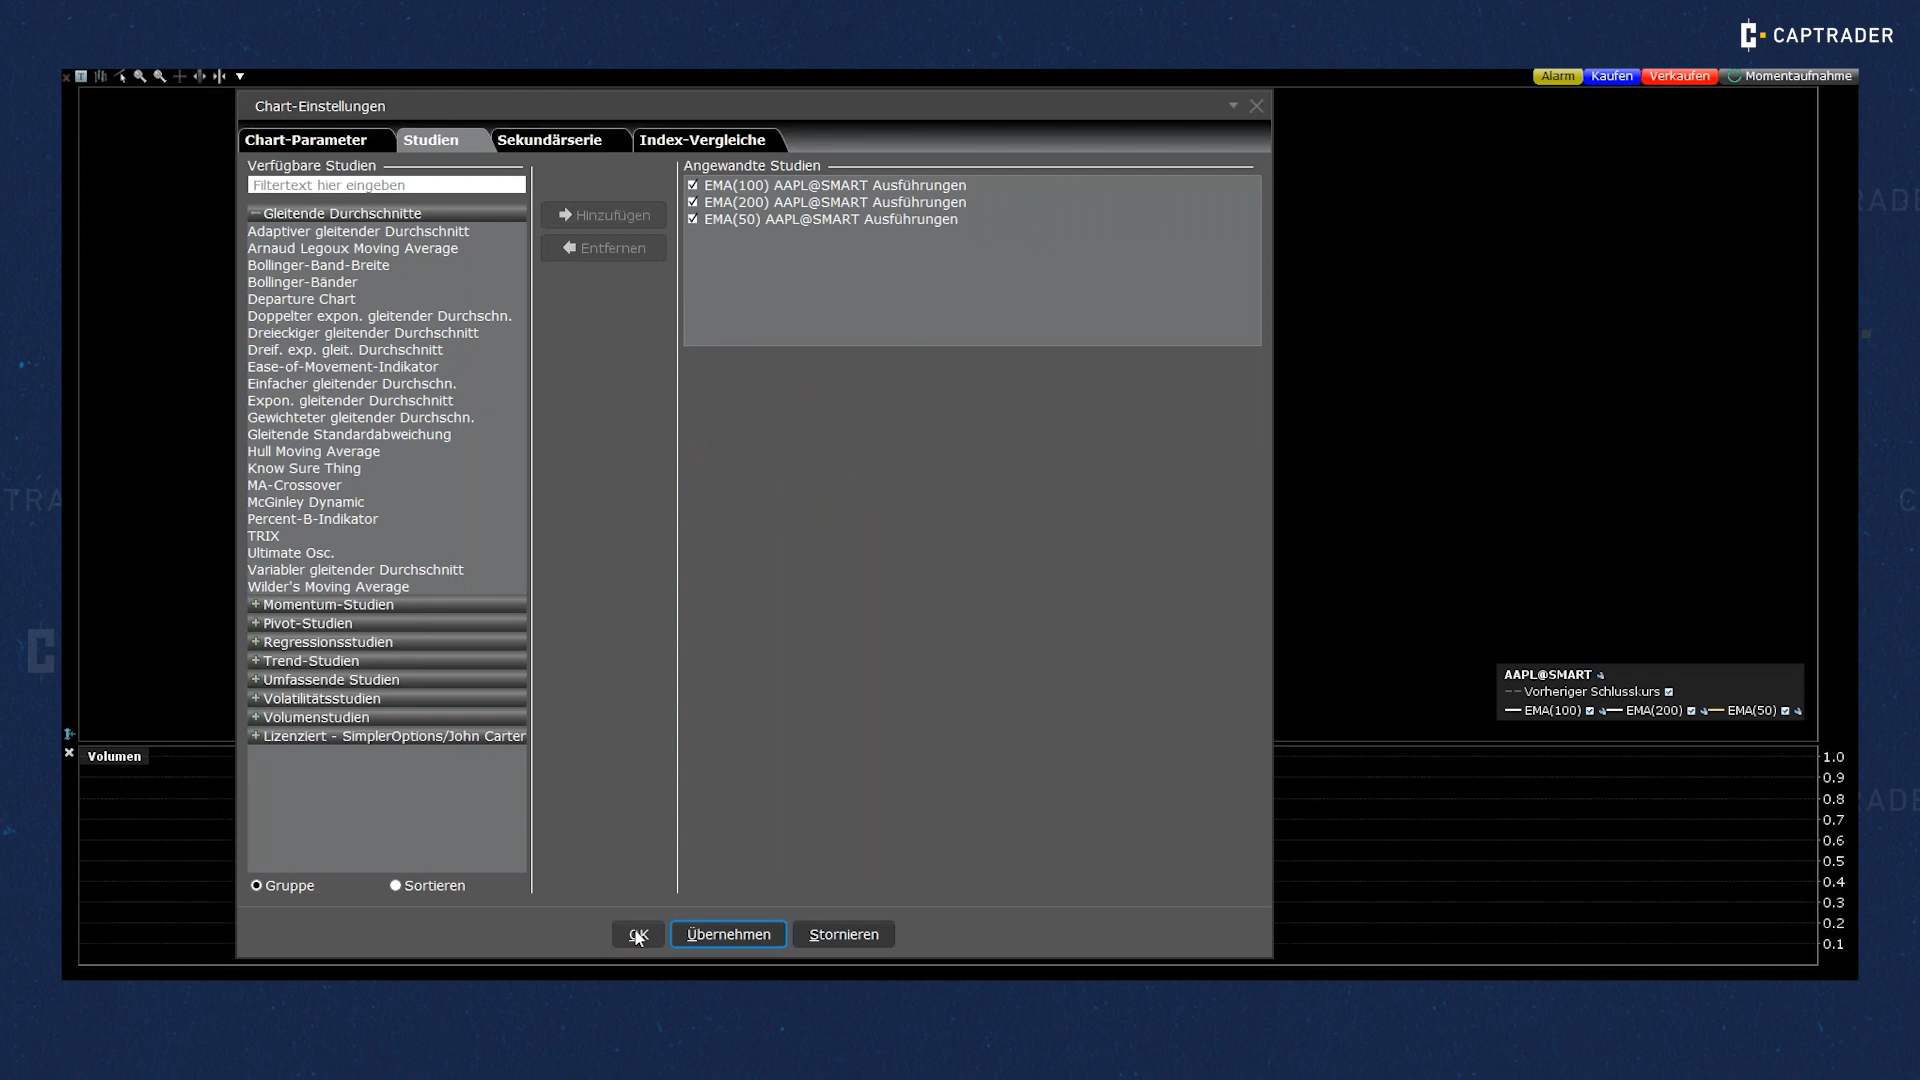 CAPTRADER
Alarm Kaufen Verkaufen Momentaufnahme
Chart-Einstellungen
Chart-Parameter Studien Sekundärserie Index-Vergleiche
Verfügbare Studien
Filtertext hier eingeben
Gleitende Durchschnitte
Adaptiver gleitender Durchschnitt
Arnaud Legoux Moving Average
Bollinger-Band-Breite
Bollinger-Bänder
Departure Chart
Doppelter expon. gleitender Durchschn.
Dreieckiger gleitender Durchschnitt
Dreif. exp. gleit. Durchschnitt
Ease-of-Movement-Indikator
Einfacher gleitender Durchschn.
Expon. gleitender Durchschnitt
Gewichteter gleitender Durchschn.
Gleitende Standardabweichung
Hull Moving Average
Know Sure Thing
MA-Crossover
McGinley Dynamic
Percent-B-Indikator
TRIX
Ultimate Osc.
Variabler gleitender Durchschnitt
Wilder's Moving Average
+ Momentum-Studien
+ Pivot-Studien
+ Regressionsstudien
+ Trend-Studien
+ Umfassende Studien
+ Volatilitätsstudien
+ Volumenstudien
+ Lizenziert - SimplerOptions/John Carter
Gruppe Sortieren
Hinzufügen
Entfernen
Angewandte Studien
EMA(100) AAPL@SMART Ausführungen
EMA(200) AAPL@SMART Ausführungen
EMA(50) AAPL@SMART Ausführungen
OK Übernehmen Stornieren
AAPL@SMART
Vorheriger Schlusskurs
EMA(100) EMA(200) EMA(50)
Volumen
1.0
0.9
0.8
0.7
0.6
0.5
0.4
0.3
0.2
0.1